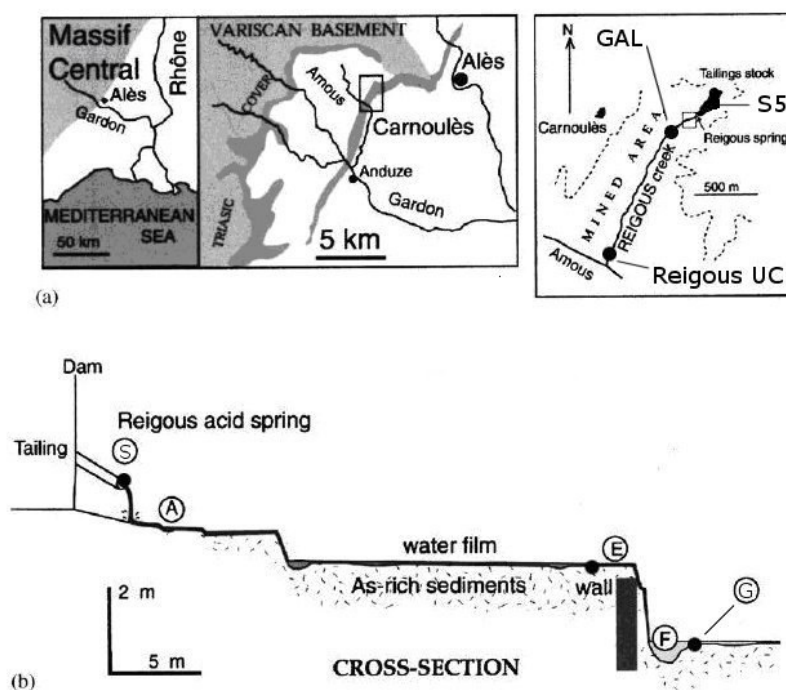 Massif
Central
Alès
Gardon
Rhône
MEDITERRANEAN
SEA
50 km
VARISCAN BASEMENT
Alès
Amous
COVER
Carnoulès
Anduze
Gardon
TRIASIC
5 km
N
GAL
Tailings stock
S5
Carnoulès
Reigous spring
MINED AREA
REIGOUS creek
500 m
Amous
Reigous UC
(a)
Dam
Reigous acid spring
Tailing
S
A
water film
E
As-rich sediments
wall
G
F
2 m
5 m
CROSS-SECTION
(b)